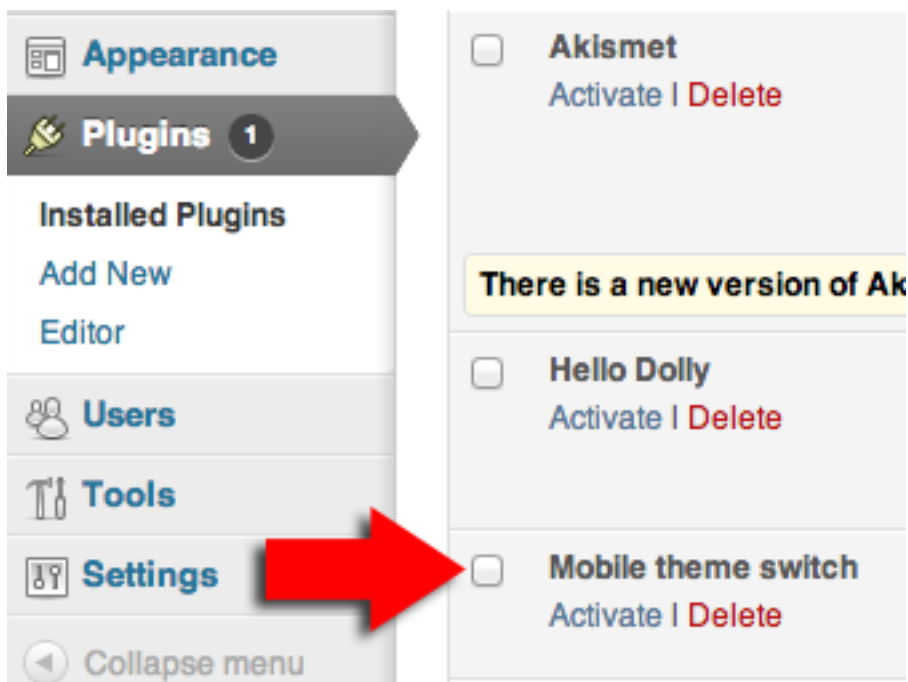 Appearance
Plugins 1
Installed Plugins
Add New
Editor
Users
Tools
Settings
Collapse menu
Akismet
Activate | Delete
There is a new version of Ak
Hello Dolly
Activate | Delete
Mobile theme switch
Activate | Delete